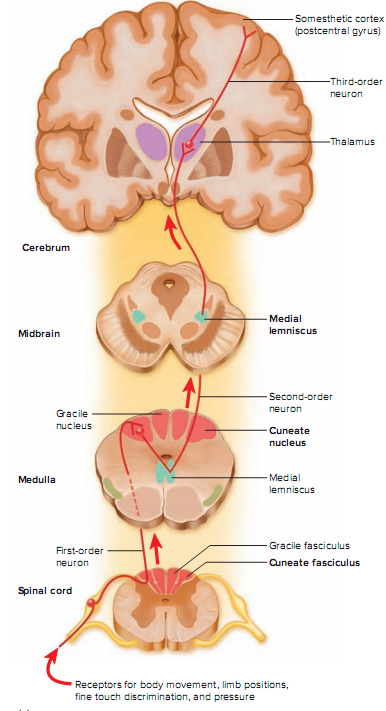 Somesthetic cortex
(postcentral gyrus)
Third-order
neuron
Thalamus
Cerebrum
Medial
lemniscus
Midbrain
Second-order
neuron
Gracile
nucleus
Cuneate
nucleus
Medulla
Medial
lemniscus
Gracile fasciculus
First-order
neuron
Cuneate fasciculus
Spinal cord
Receptors for body movement, limb positions,
fine touch discrimination, and pressure